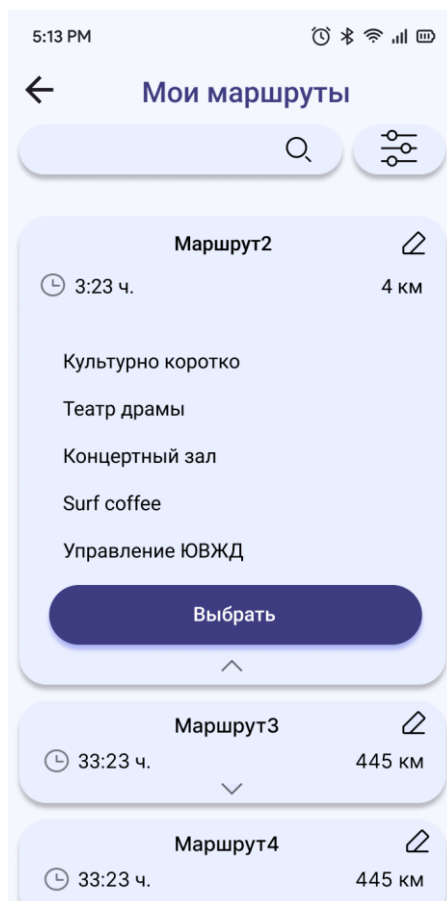 5:13 PM
Мои маршруты
Маршрут2
3:23 ч.
4 км
Культурно коротко
Театр драмы
Концертный зал
Surf coffee
Управление ЮВЖД
Выбрать
Маршрут3
33:23 ч.
445 км
Маршрут4
33:23 ч.
445 км